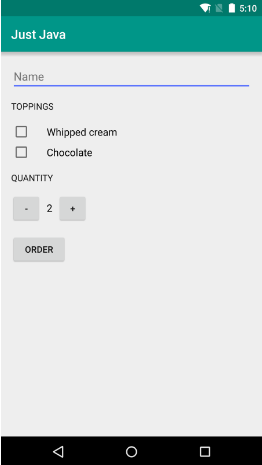 5:10
Just Java
Name
TOPPINGS
Whipped cream
Chocolate
QUANTITY
- 2 +
ORDER